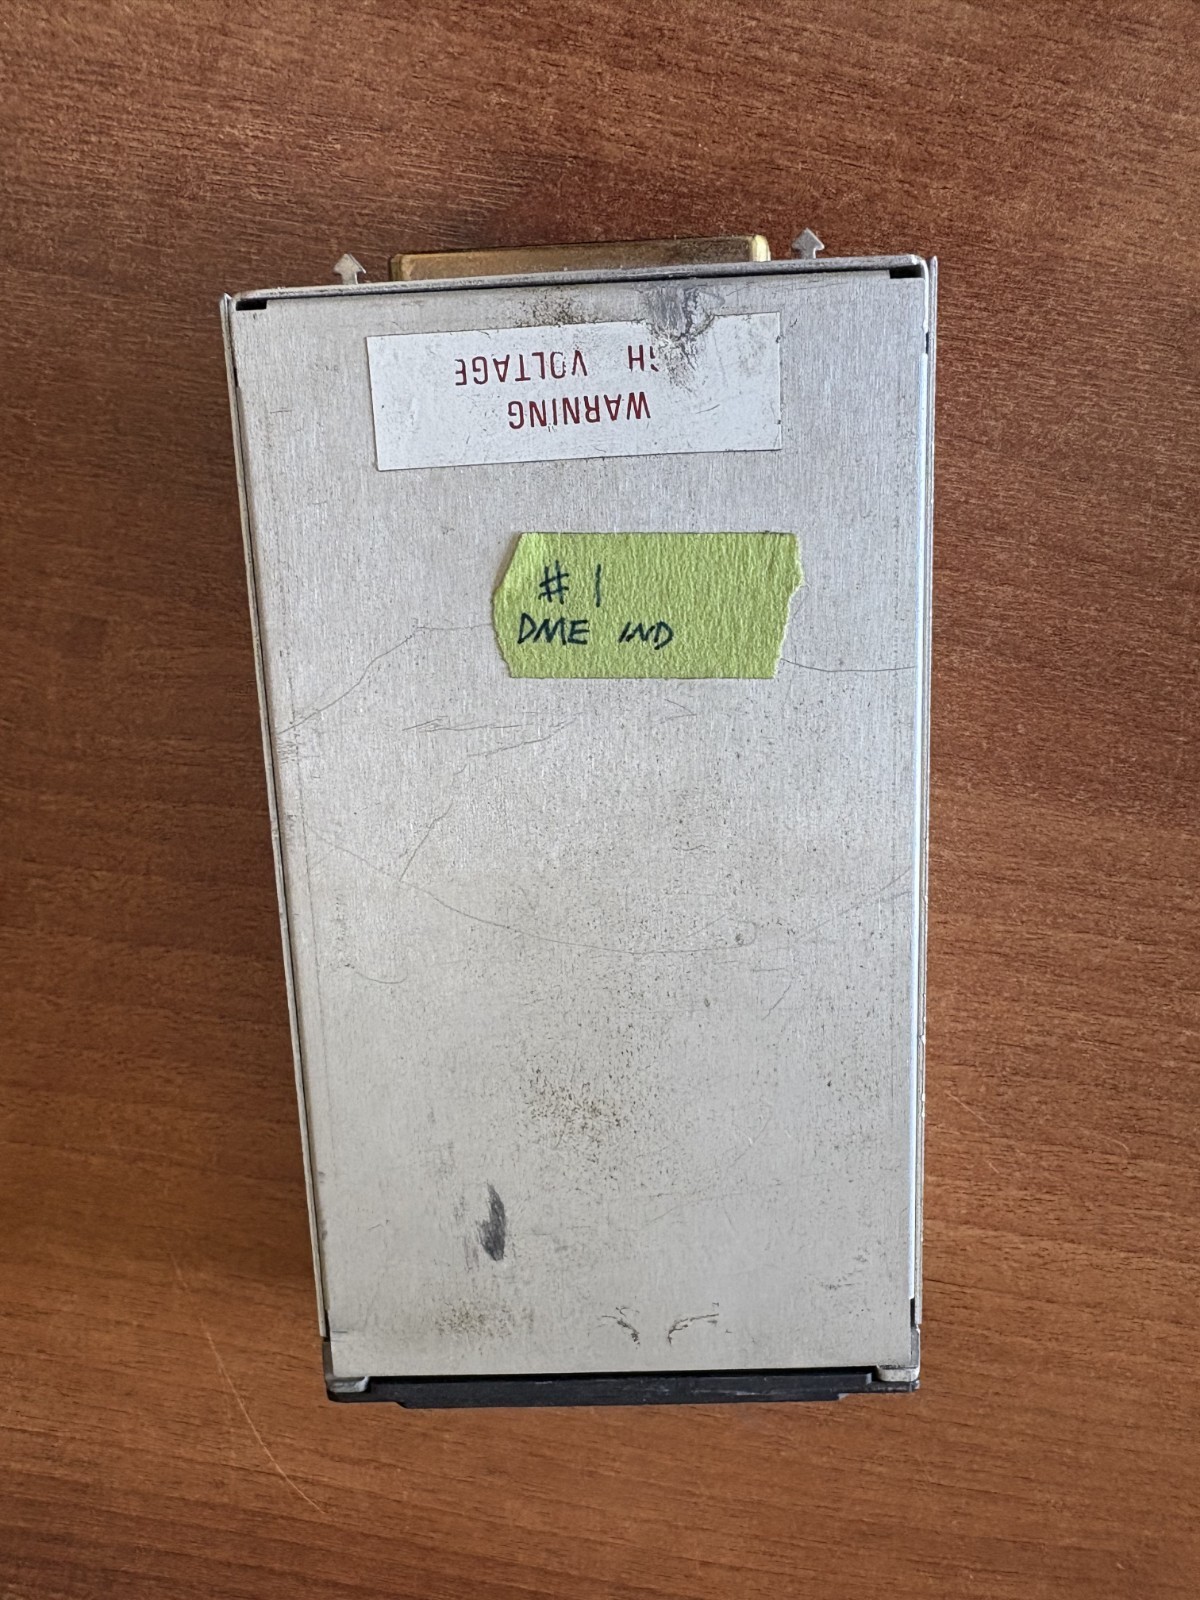 WARNING
VOLTAGE
# 1
DME IND